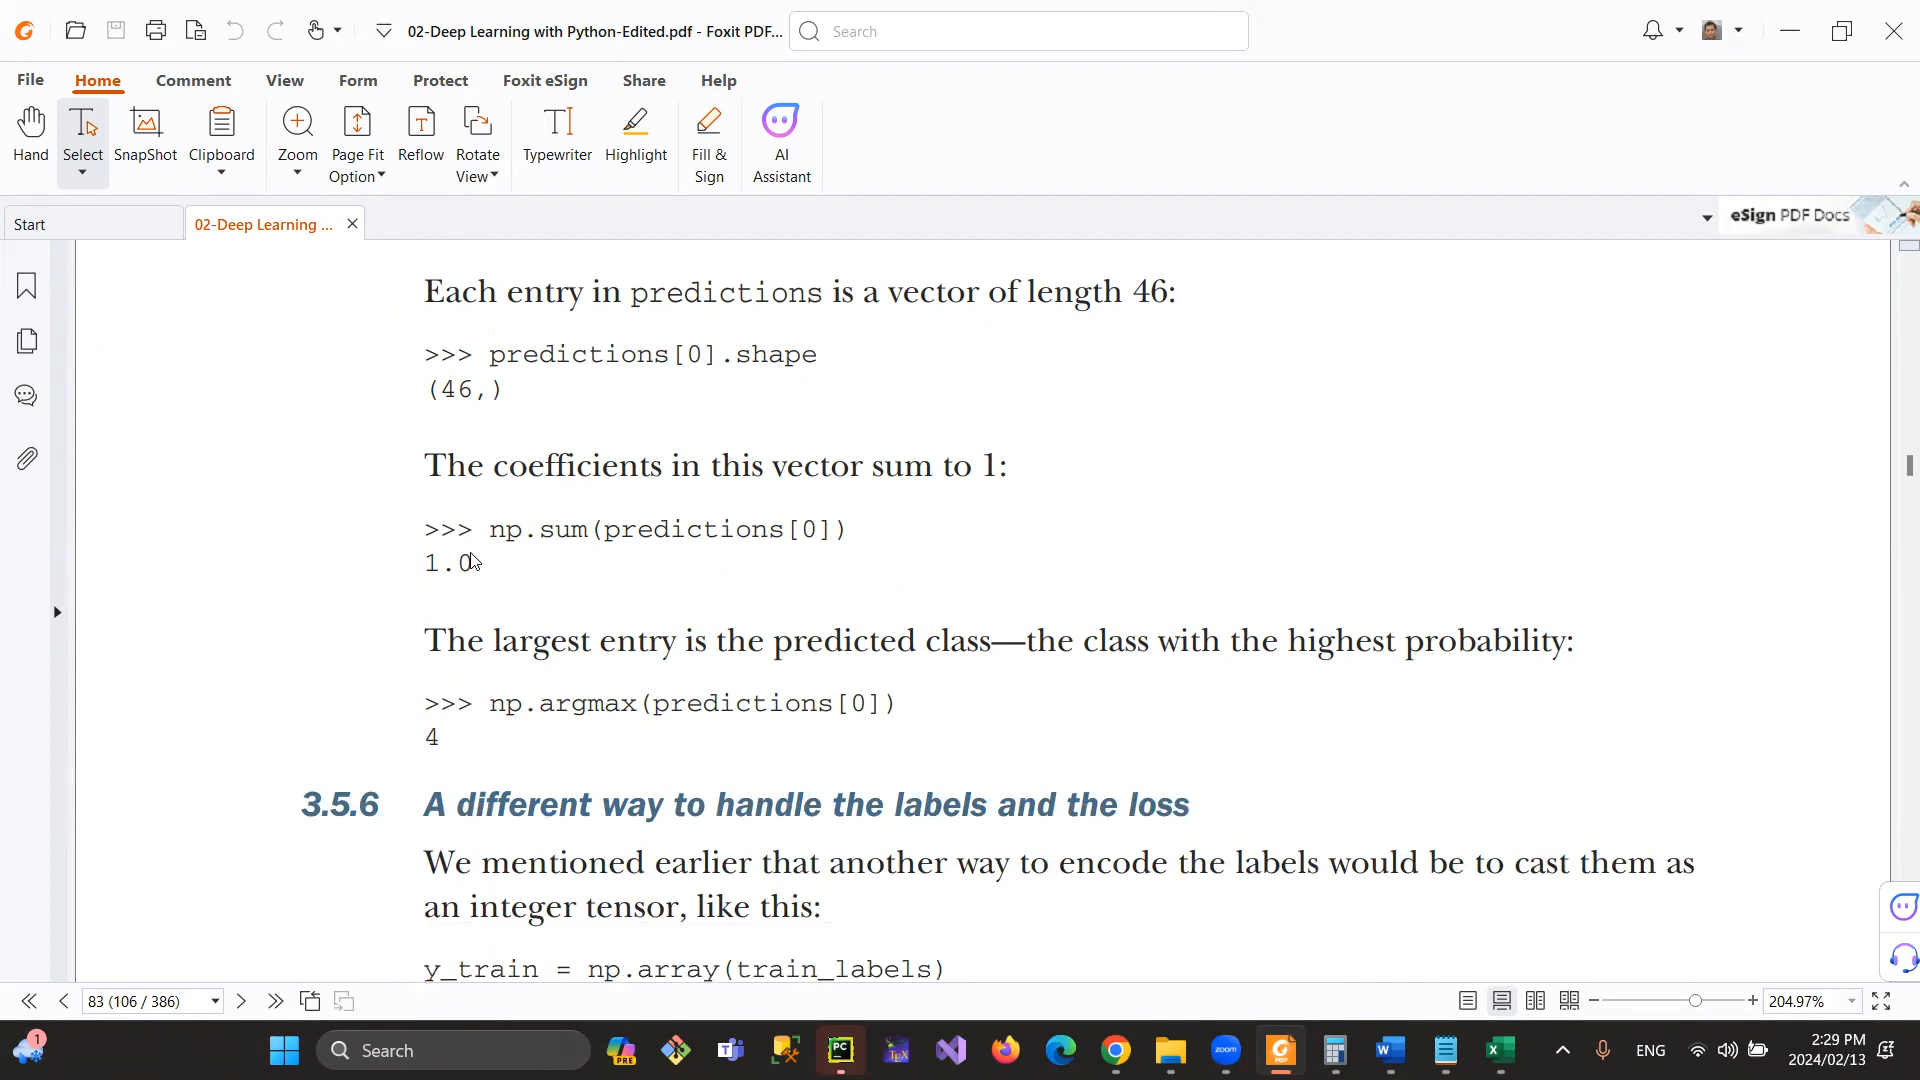 02-Deep Learning with Python-Edited.pdf - Foxit PDF...
Search
File
Home
Comment
View
Form
Protect
Foxit eSign
Share
Help
Hand
Select
SnapShot
Clipboard
Zoom
Page Fit
Option
Reflow
Rotate
View
Typewriter
Highlight
Fill &
Sign
AI
Assistant
Start
02-Deep Learning ...
eSign PDF Docs
Each entry in predictions is a vector of length 46:
>>> predictions[0].shape
(46,)
The coefficients in this vector sum to 1:
>>> np.sum(predictions[0])
1.0
The largest entry is the predicted class—the class with the highest probability:
>>> np.argmax(predictions[0])
4
3.5.6 A different way to handle the labels and the loss
We mentioned earlier that another way to encode the labels would be to cast them as
an integer tensor, like this:
y_train = np.array(train_labels)
83 (106 / 386)
204.97%
1
Search
PRE
PC
TEX
zoom
PDF
ENG
2:29 PM
2024/02/13